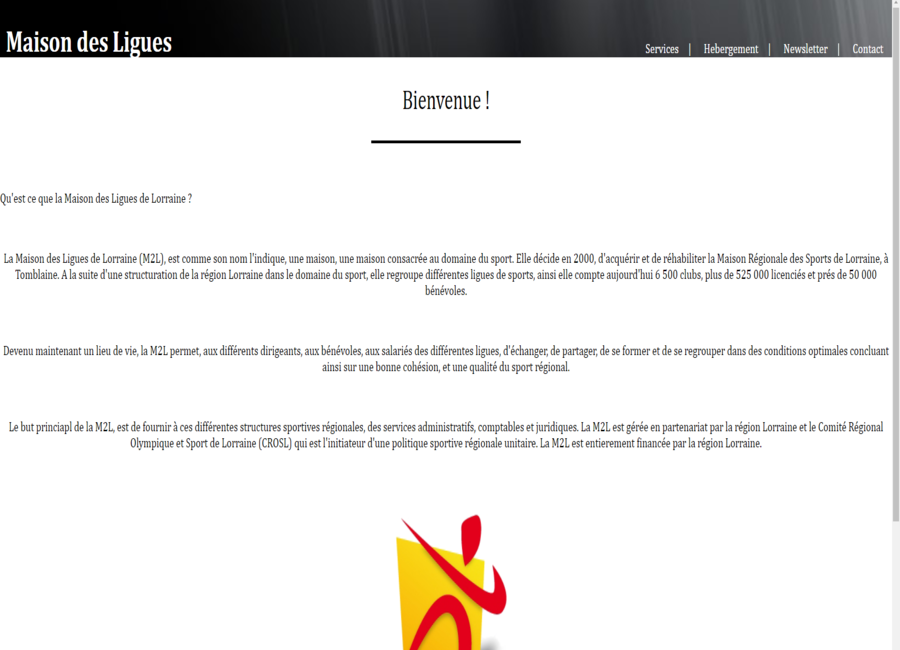 Maison des Ligues
Services | Hebergement | Newsletter | Contact
Bienvenue !
Qu'est ce que la Maison des Ligues de Lorraine ?
La Maison des Ligues de Lorraine (M2L), est comme son nom l'indique, une maison, une maison consacrée au domaine du sport. Elle décide en 2000, d'acquérir et de réhabiliter la Maison Régionale des Sports de Lorraine, à
Tomblaine. A la suite d'une structuration de la région Lorraine dans le domaine du sport, elle regroupe différentes ligues de sports, ainsi elle compte aujourd'hui 6 500 clubs, plus de 525 000 licenciés et prés de 50 000
bénévoles.
Devenu maintenant un lieu de vie, la M2L permet, aux différents dirigeants, aux bénévoles, aux salariés des différentes ligues, d'échanger, de partager, de se former et de se regrouper dans des conditions optimales concluant
ainsi sur une bonne cohésion, et une qualité du sport régional.
Le but princiapl de la M2L, est de fournir à ces différentes structures sportives régionales, des services administratifs, comptables et juridiques. La M2L est gérée en partenariat par la région Lorraine et le Comité Régional
Olympique et Sport de Lorraine (CROSL) qui est l'initiateur d'une politique sportive régionale unitaire. La M2L est entierement financée par la région Lorraine.